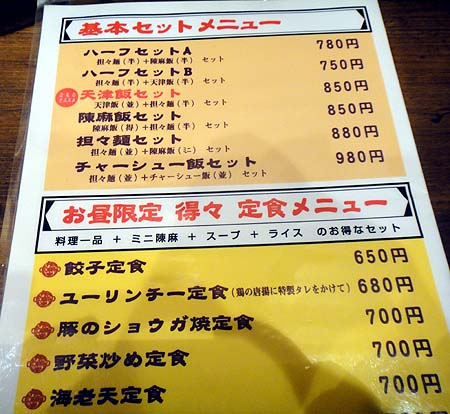 基本セットメニュー
ハーフセットA 780円
担々麺(半)+陳麻飯(半) セット
ハーフセットB 750円
担々麺(半)+天津飯(半) セット
天津飯セット 850円
天津飯(並)+担々麺(半) セット
陳麻飯セット 850円
陳麻飯(得)+担々麺(半) セット
担々麺セット 880円
担々麺(並)+陳麻飯(ミニ) セット
チャーシュー飯セット 980円
担々麺(並)+チャーシュー飯(並) セット
お昼限定 得々 定食メニュー
料理一品 + ミニ陳麻 + スープ + ライス のお得なセット
餃子定食 650円
ユーリンチー定食(鶏の唐揚に特製タレをかけて) 680円
豚のショウガ焼定食 700円
野菜炒め定食 700円
海老天定食 700円